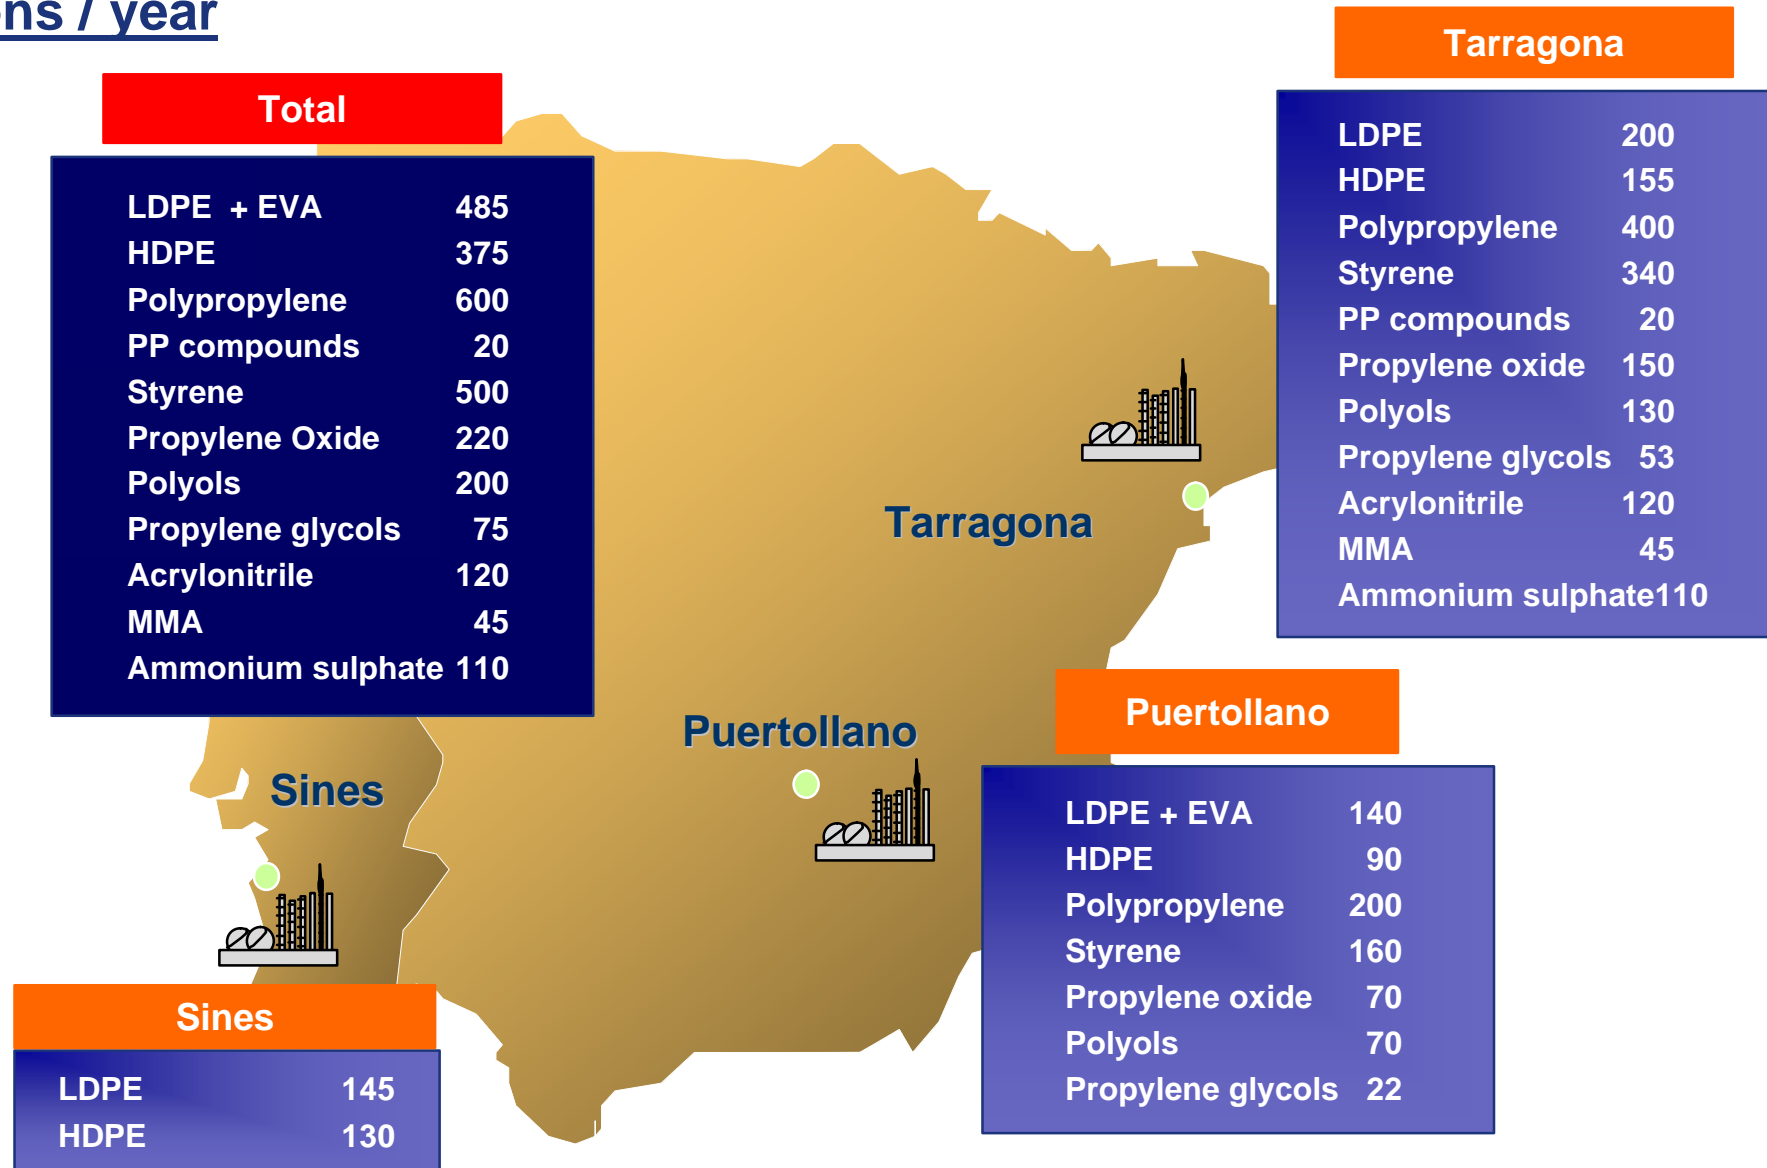 / year
Total
LDPE + EVA 485
HDPE 375
Polypropylene 600
PP compounds 20
Styrene 500
Propylene Oxide 220
Polyols 200
Propylene glycols 75
Acrylonitrile 120
MMA 45
Ammonium sulphate 110
Tarragona
LDPE 200
HDPE 155
Polypropylene 400
Styrene 340
PP compounds 20
Propylene oxide 150
Polyols 130
Propylene glycols 53
Acrylonitrile 120
MMA 45
Ammonium sulphate110
Tarragona
Puertollano
Sines
Puertollano
LDPE + EVA 140
HDPE 90
Polypropylene 200
Styrene 160
Propylene oxide 70
Polyols 70
Propylene glycols 22
Sines
LDPE 145
HDPE 130